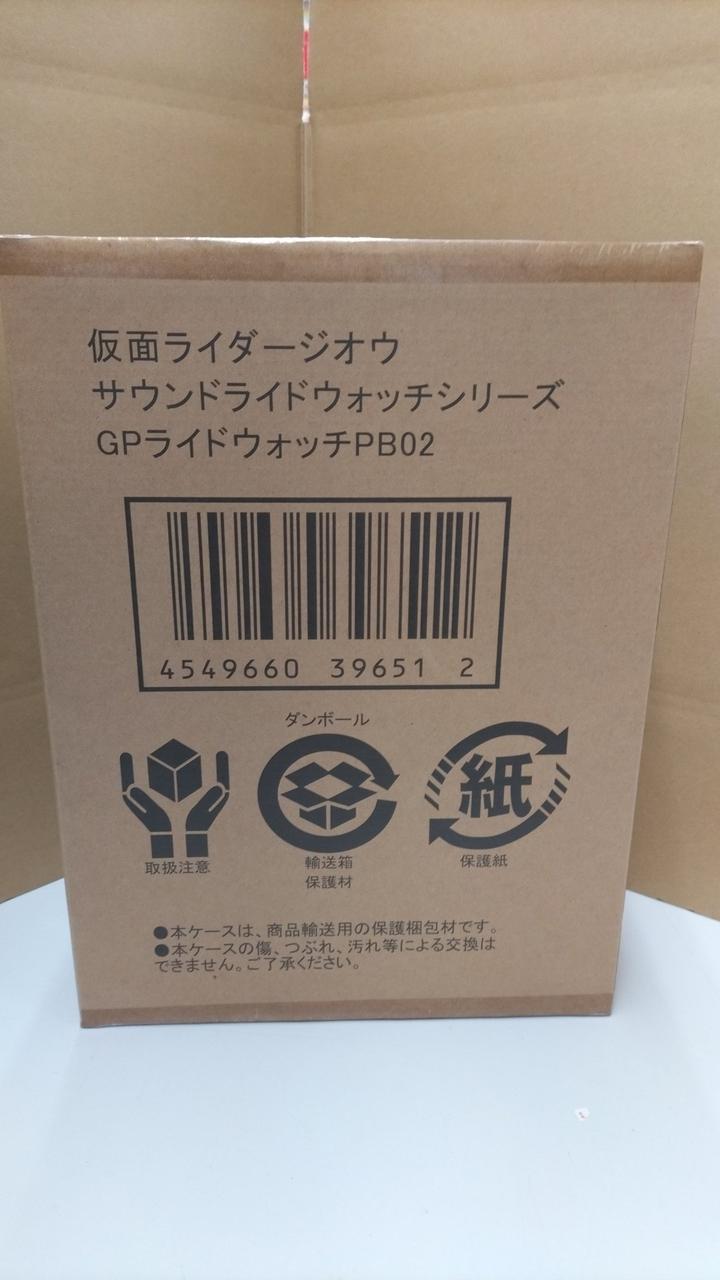 仮面ライダージオウ
サウンドライドウォッチシリーズ
GPライドウォッチPB02
4549660 39651 2
ダンボール
紙
取扱注意
輸送箱
保護材
保護紙
●本ケースは、商品輸送用の保護梱包材です。
●本ケースの傷、つぶれ、汚れ等による交換は
できません。ご了承ください。